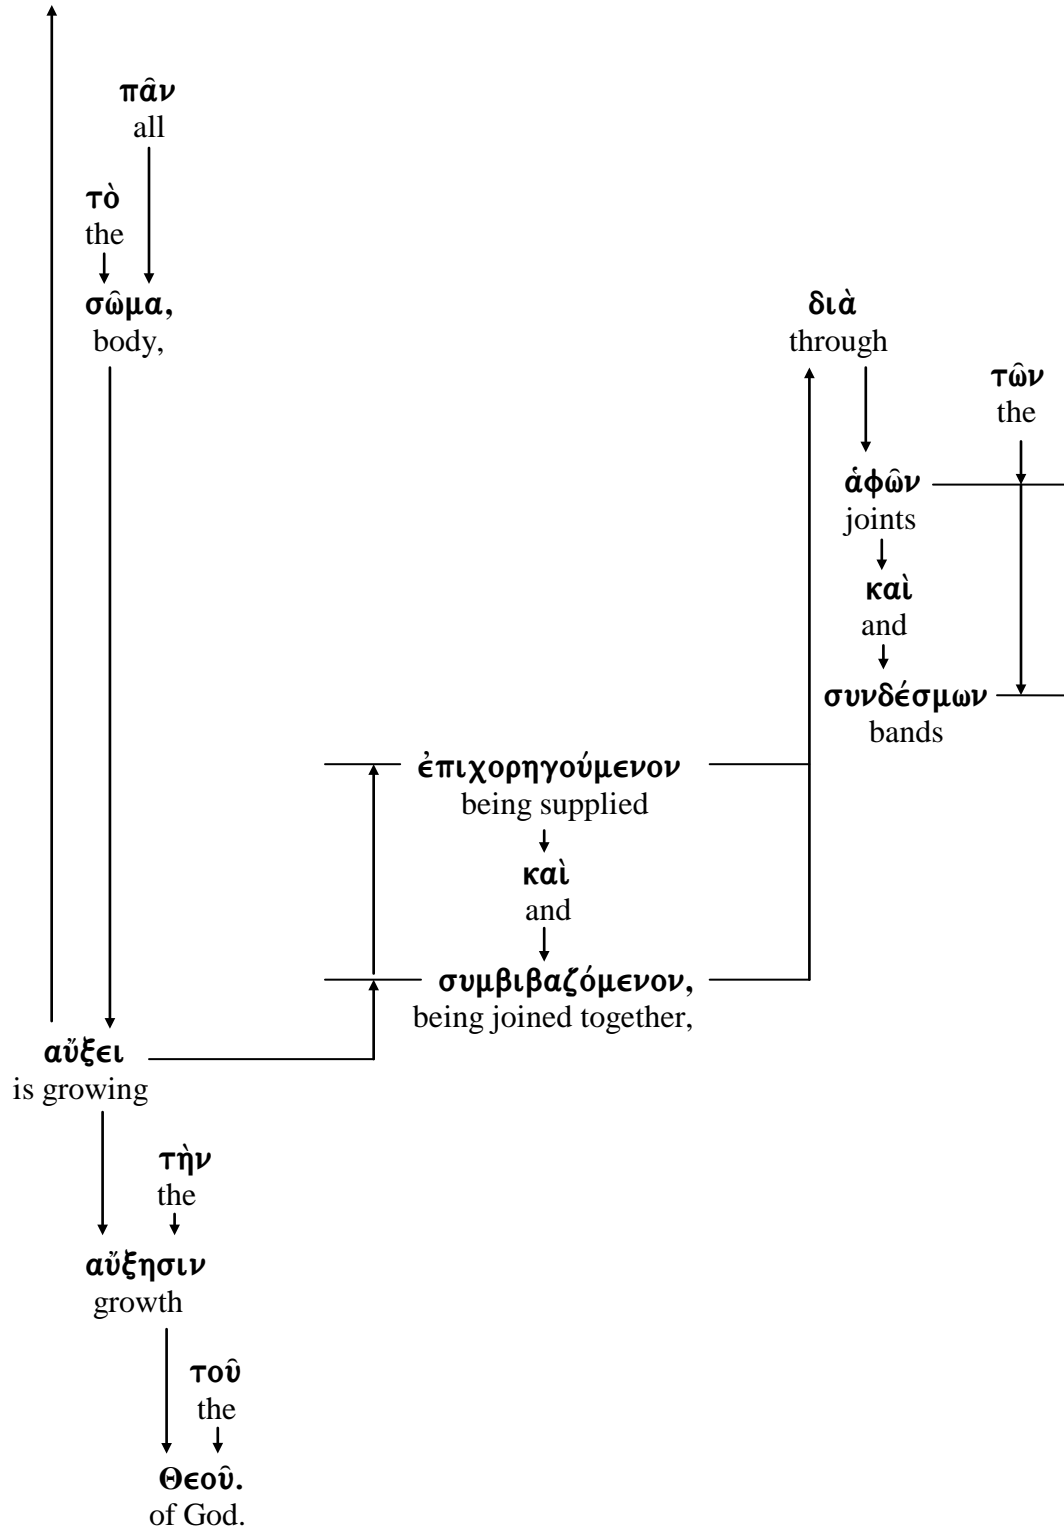 πᾶν
all
τὸ
the
σῶμα,
body,
διὰ
through
τῶν
the
ἁφῶν
joints
καὶ
and
συνδέσμων
bands
ἐπιχορηγούμενον
being supplied
καὶ
and
συμβιβαζόμενον,
being joined together,
αὔξει
is growing
τὴν
the
αὔξησιν
growth
τοῦ
the
Θεοῦ.
of God.